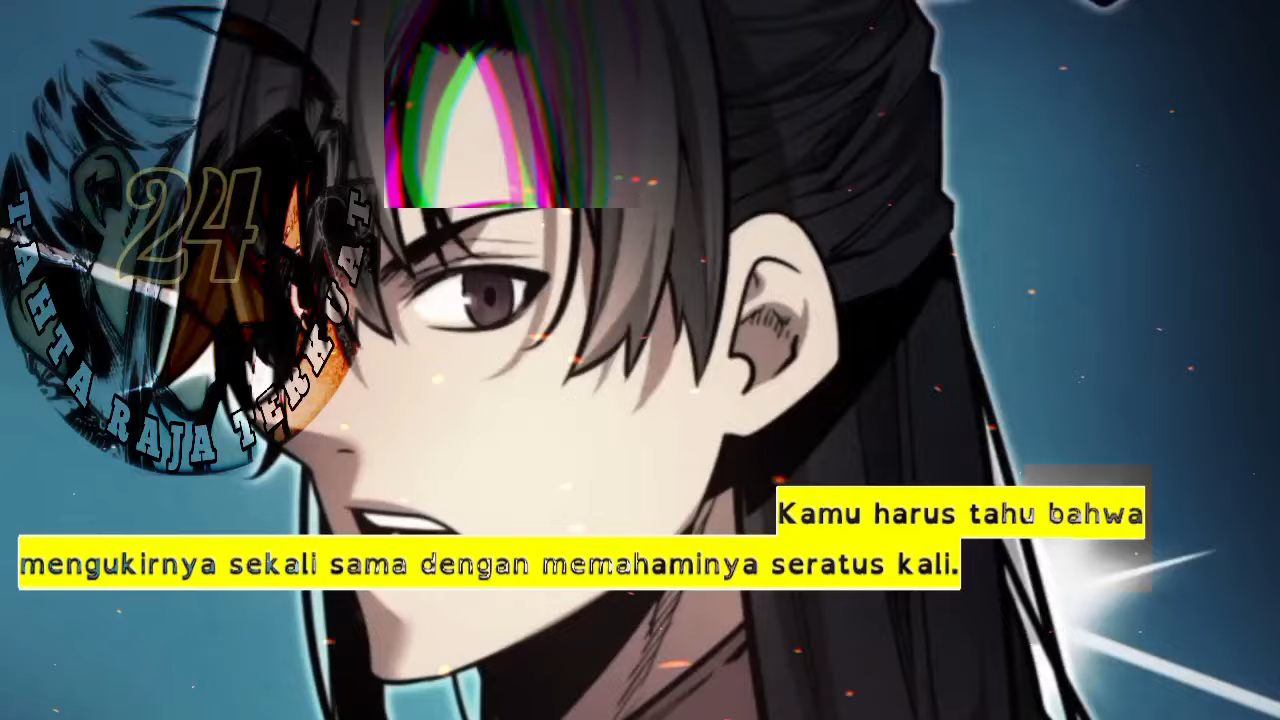 24
TAHTA RAJA TERKUAT
Kamu harus tahu bahwa
mengukirnya sekali sama dengan memahaminya seratus kali.